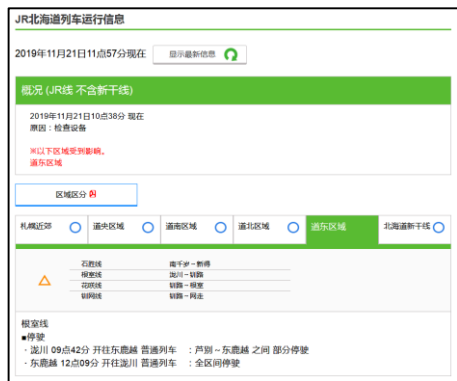 JR北海道列车运行信息
2019年11月21日11点57分现在 显示最新信息
概况 (JR线 不含新干线)
2019年11月21日10点38分 现在
原因：检查设备
※以下区域受到影响。
道东区域
区域区分
札幌近郊 道央区域 道南区域 道北区域 道东区域 北海道新干线
石胜线 南千岁～新得
根室线 泷川～钏路
花咲线 钏路～根室
钏网线 钏路～网走
根室线
■停驶
・泷川 09点42分 开往东鹿越 普通列车 ：芦别～东鹿越 之间 部分停驶
・东鹿越 12点09分 开往泷川 普通列车 ：全区间停驶